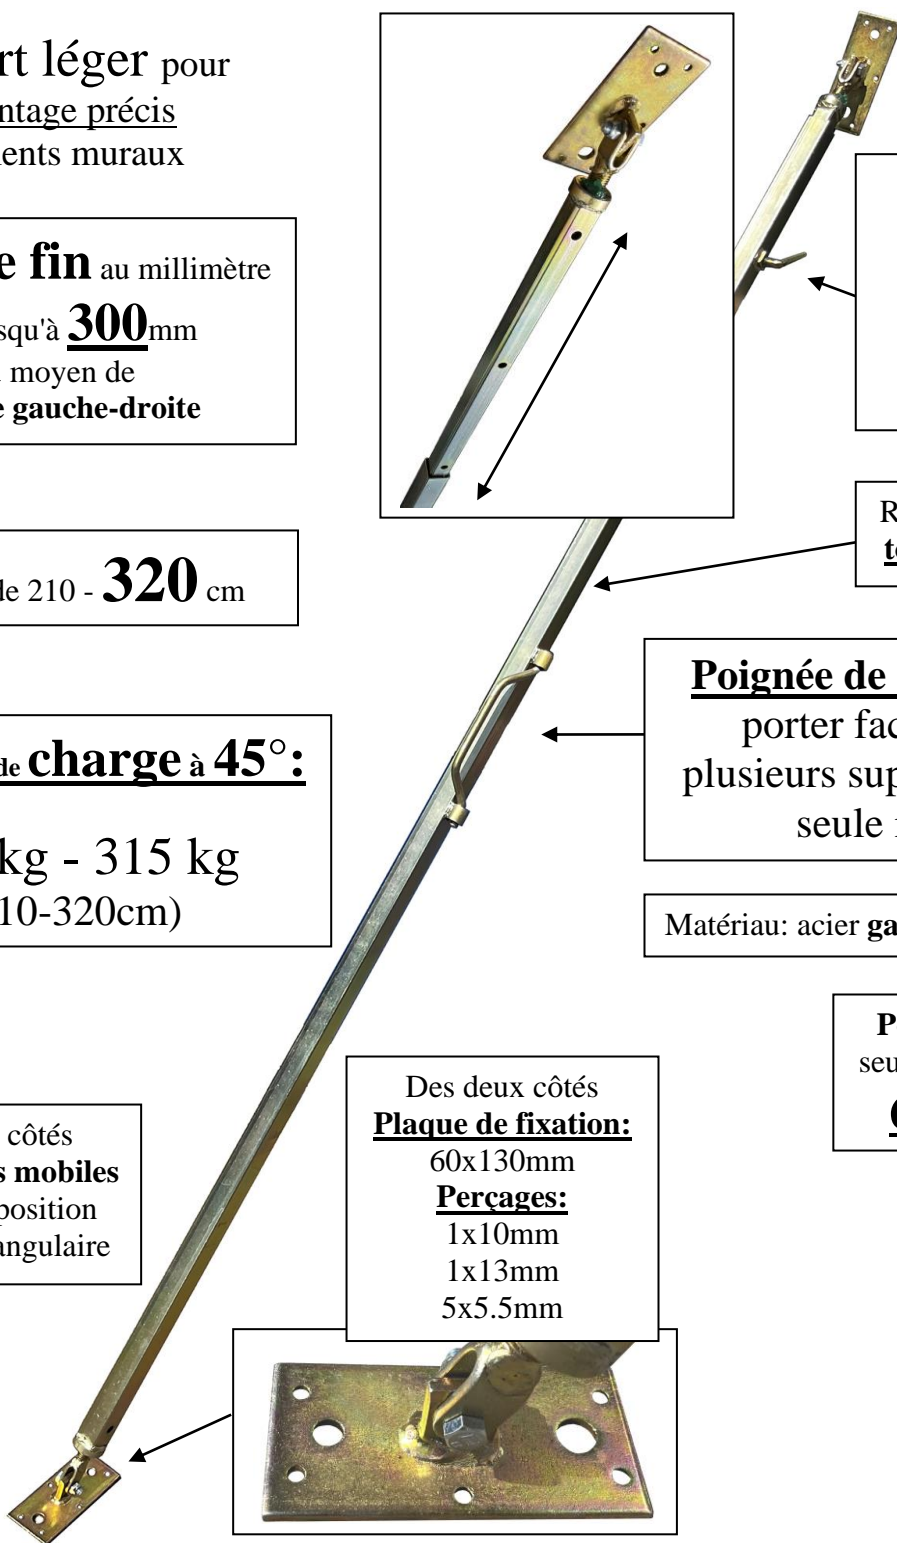 rt léger pour
ntage précis
ents muraux
e fin au millimètre
squ'à 300mm
moyen de
e gauche-droite
de 210 - 320 cm
de charge à 45°:
kg - 315 kg
10-320cm)
côtés
s mobiles
position
angulaire
Des deux côtés
Plaque de fixation:
60x130mm
Perçages:
1x10mm
1x13mm
5x5.5mm
R
Poignée de
porter fac
plusieurs sup
seule
Matériau: acier ga
P
seu